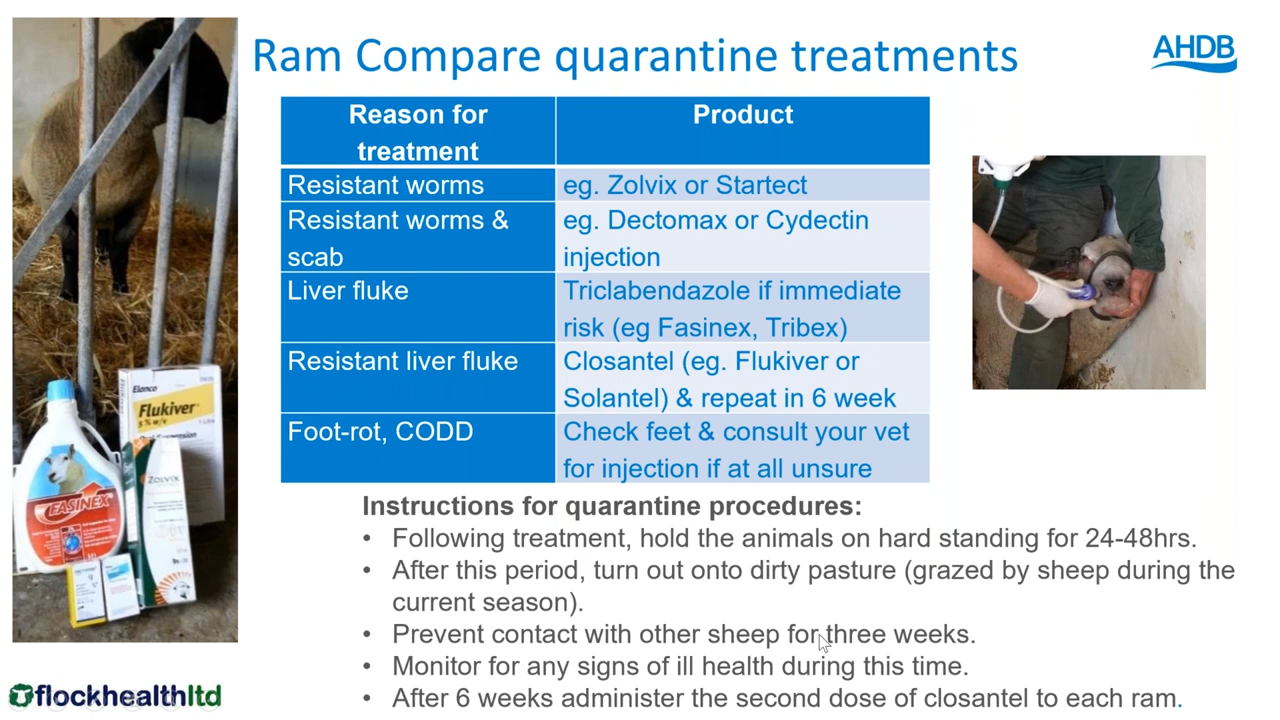 Ram Compare quarantine treatments
AHDB
Reason for
treatment
Product
Resistant worms
eg. Zolvix or Startect
Resistant worms &
scab
eg. Dectomax or Cydectin
injection
Liver fluke
Triclabendazole if immediate
risk (eg Fasinex, Tribex)
Resistant liver fluke
Closantel (eg. Flukiver or
Solantel) & repeat in 6 week
Foot-rot, CODD
Check feet & consult your vet
for injection if at all unsure
Elanco
Flukiver
5% w/v
ZOLVIX
FASINEX
Instructions for quarantine procedures:
• Following treatment, hold the animals on hard standing for 24-48hrs.
• After this period, turn out onto dirty pasture (grazed by sheep during the
current season).
• Prevent contact with other sheep for three weeks.
• Monitor for any signs of ill health during this time.
• After 6 weeks administer the second dose of closantel to each ram.
flockhealthltd